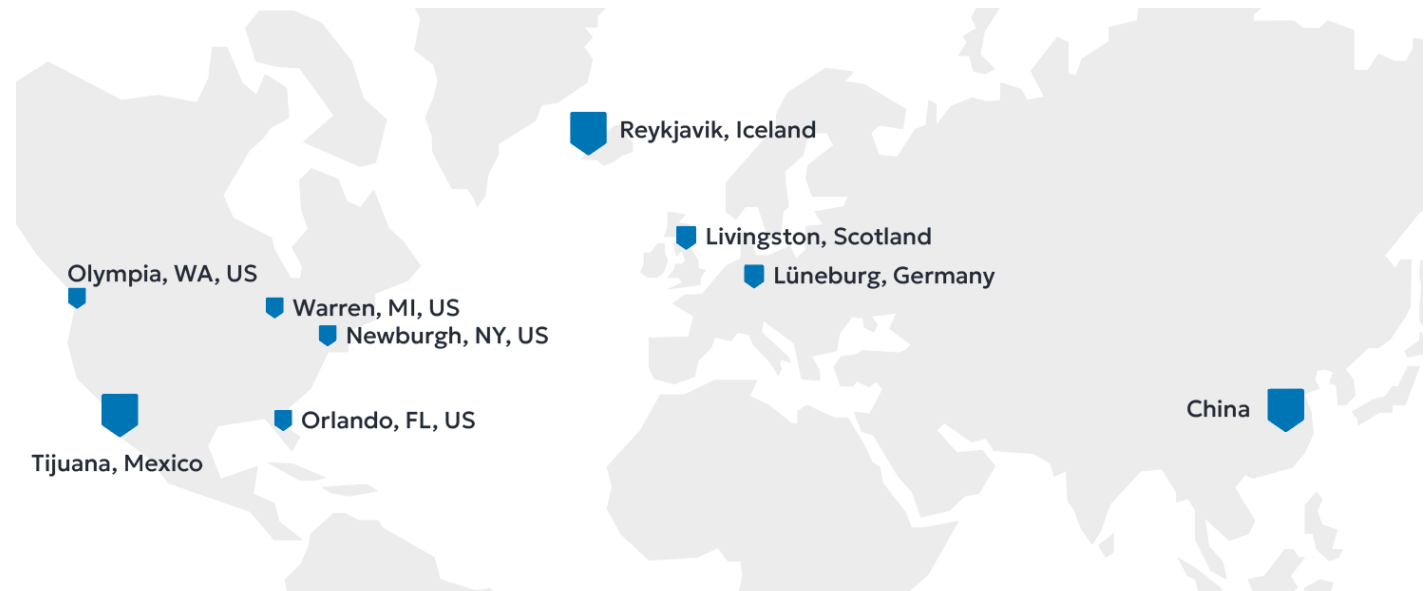 Reykjavik, Iceland
Livingston, Scotland
Lüneburg, Germany
Olympia, WA, US
Warren, MI, US
Newburgh, NY, US
China
Orlando, FL, US
Tijuana, Mexico